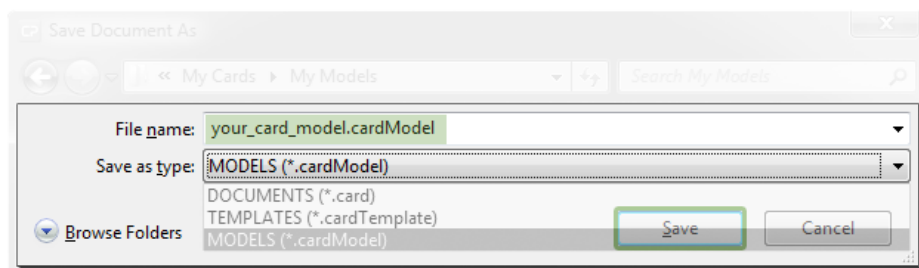 Save Document As
« My Cards ▸ My Models
Search My Models
File name: your_card_model.cardModel
Save as type: MODELS (*.cardModel)
DOCUMENTS (*.card)
TEMPLATES (*.cardTemplate)
MODELS (*.cardModel)
Browse Folders
Save
Cancel